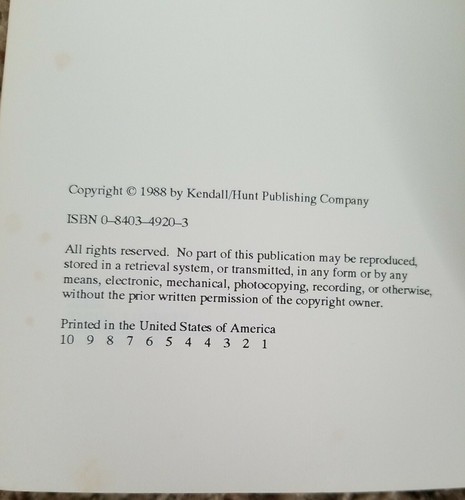 Copyright © 1988 by Kendall/Hunt Publishing Company
ISBN 0–8403–4920–3
All rights reserved. No part of this publication may be reproduced,
stored in a retrieval system, or transmitted, in any form or by any
means, electronic, mechanical, photocopying, recording, or otherwise,
without the prior written permission of the copyright owner.
Printed in the United States of America
10 9 8 7 6 5 4 4 3 2 1